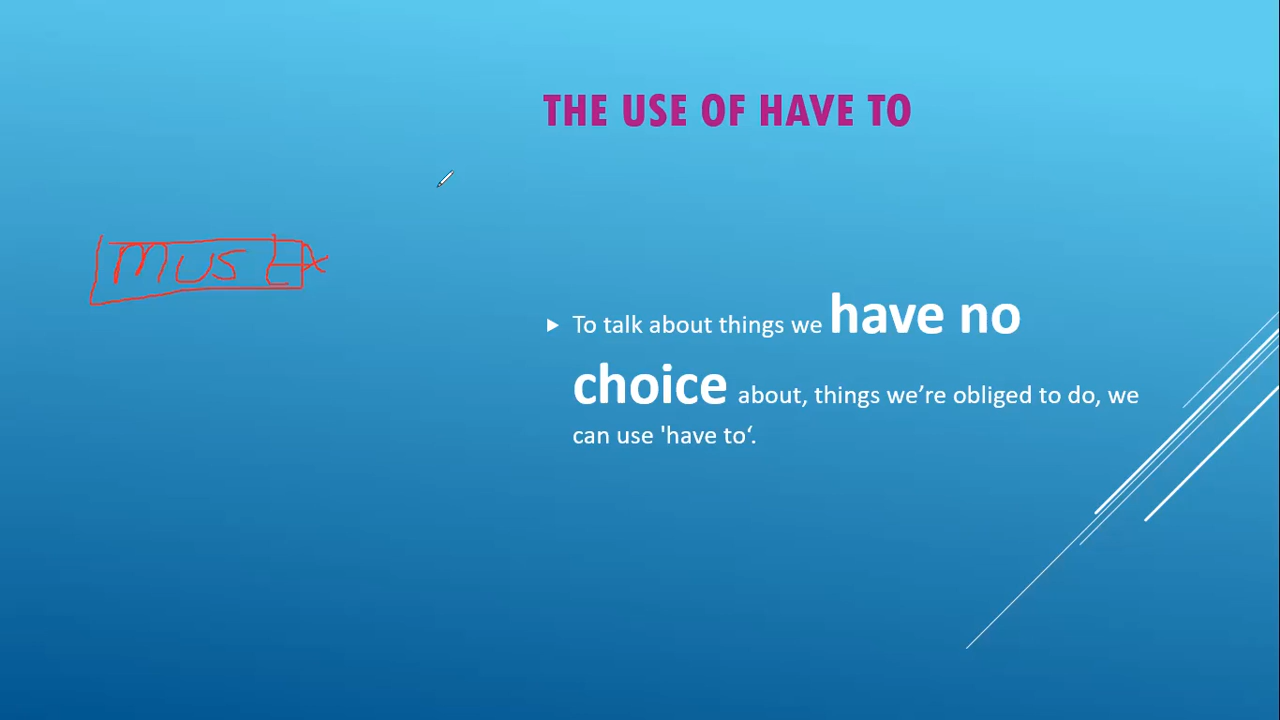 THE USE OF HAVE TO
must
To talk about things we have no
choice about, things we’re obliged to do, we
can use 'have to‘.